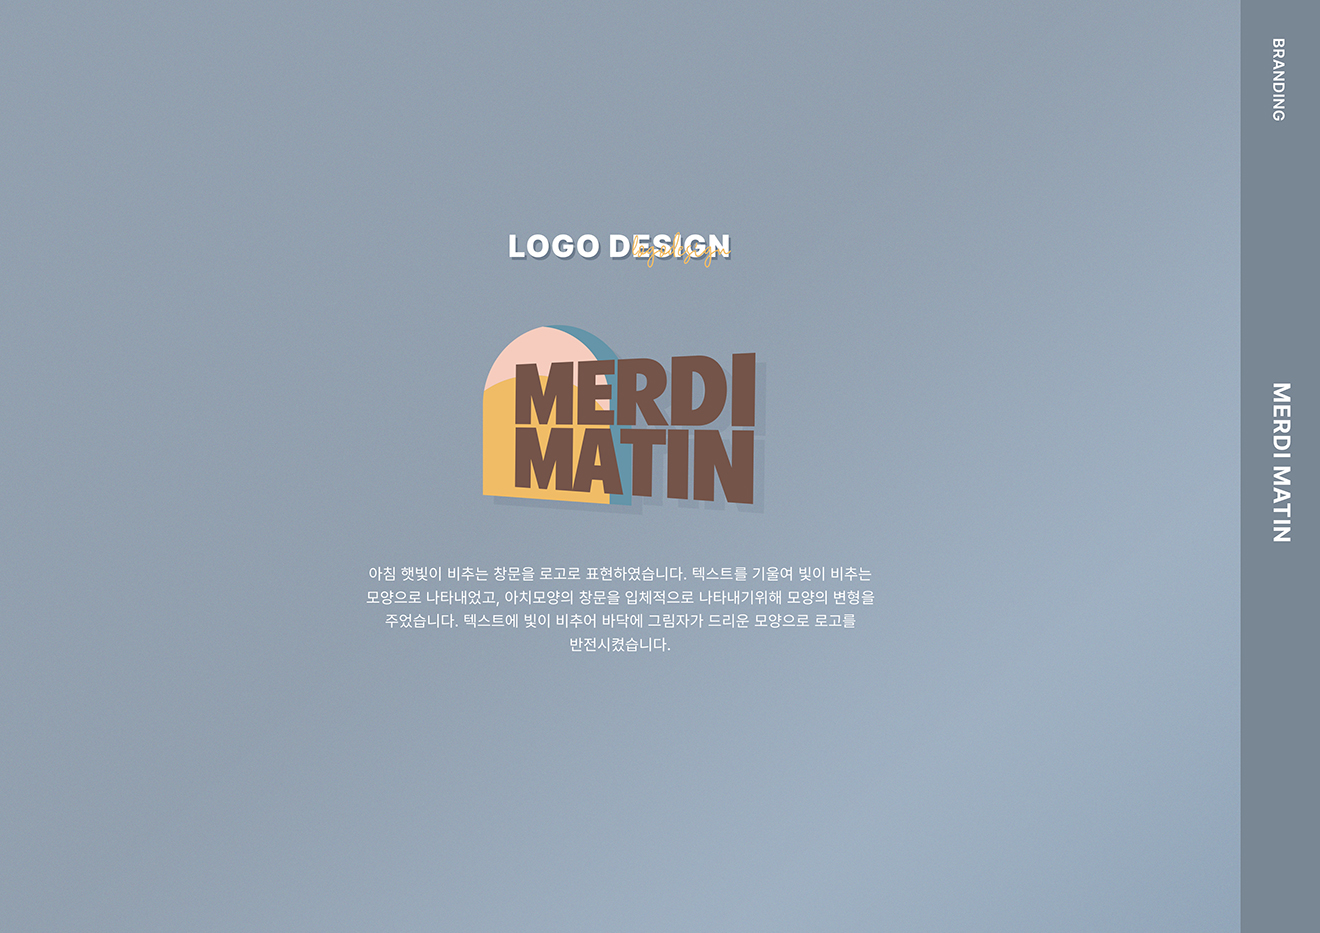 LOGO DESIGN
logodesign
MERDI
MATIN
아침 햇빛이 비추는 창문을 로고로 표현하였습니다. 텍스트를 기울여 빛이 비추는
모양으로 나타내었고, 아치모양의 창문을 입체적으로 나타내기위해 모양의 변형을
주었습니다. 텍스트에 빛이 비추어 바닥에 그림자가 드리운 모양으로 로고를
반전시켰습니다.
BRANDING
MERDI MATIN